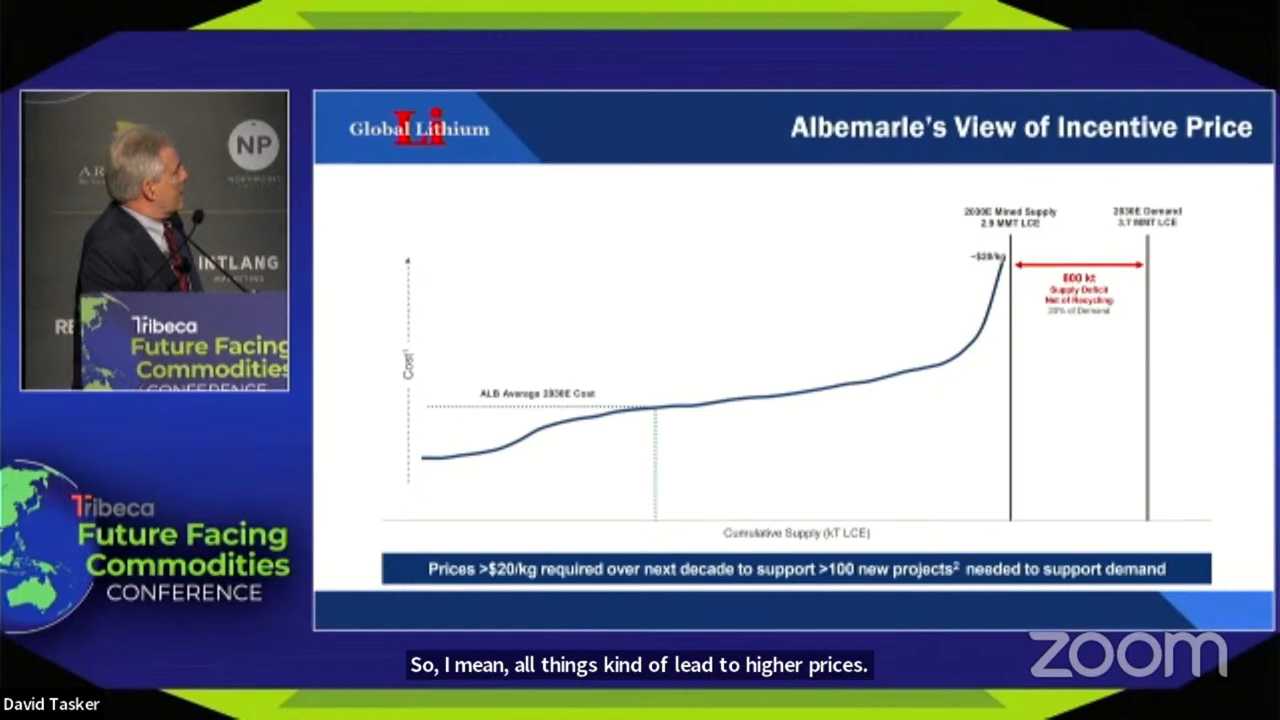 NP
INTLANG
Tribeca
Future Facing
Commodities
CONFERENCE
Tribeca
Future Facing
Commodities
CONFERENCE
Global Lithium
Li
Albemarle's View of Incentive Price
2030E Mined Supply
2.9 MMT LCE
2030E Demand
3.7 MMT LCE
~$20/kg
800 kt
Supply Deficit
Net of Recycling
20% of Demand
Cost¹
ALB Average 2030E Cost
Cumulative Supply (kT LCE)
Prices >$20/kg required over next decade to support >100 new projects² needed to support demand
zoom
So, I mean, all things kind of lead to higher prices.
David Tasker